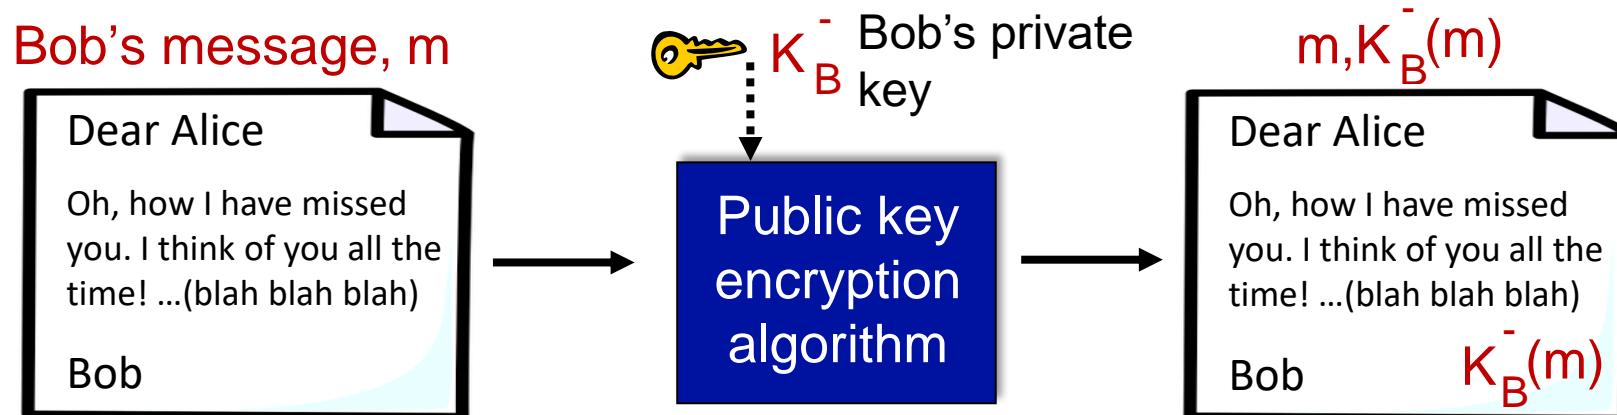 Bob's message, m
Dear Alice
Oh, how I have missed
you. I think of you all the
time! ...(blah blah blah)
Bob
K_B^- Bob's private
key
Public key
encryption
algorithm
m,K_B^-(m)
Dear Alice
Oh, how I have missed
you. I think of you all the
time! ...(blah blah blah)
Bob K_B^-(m)